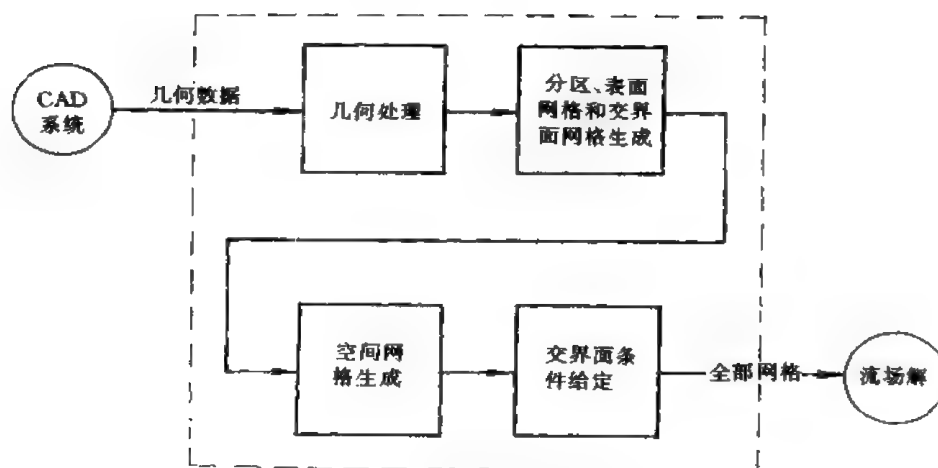 CAD
系统
几何数据
几何处理
分区、表面
网格和交界
面网格生成
空间网
格生成
交界面条
件给定
全部网格
流场解